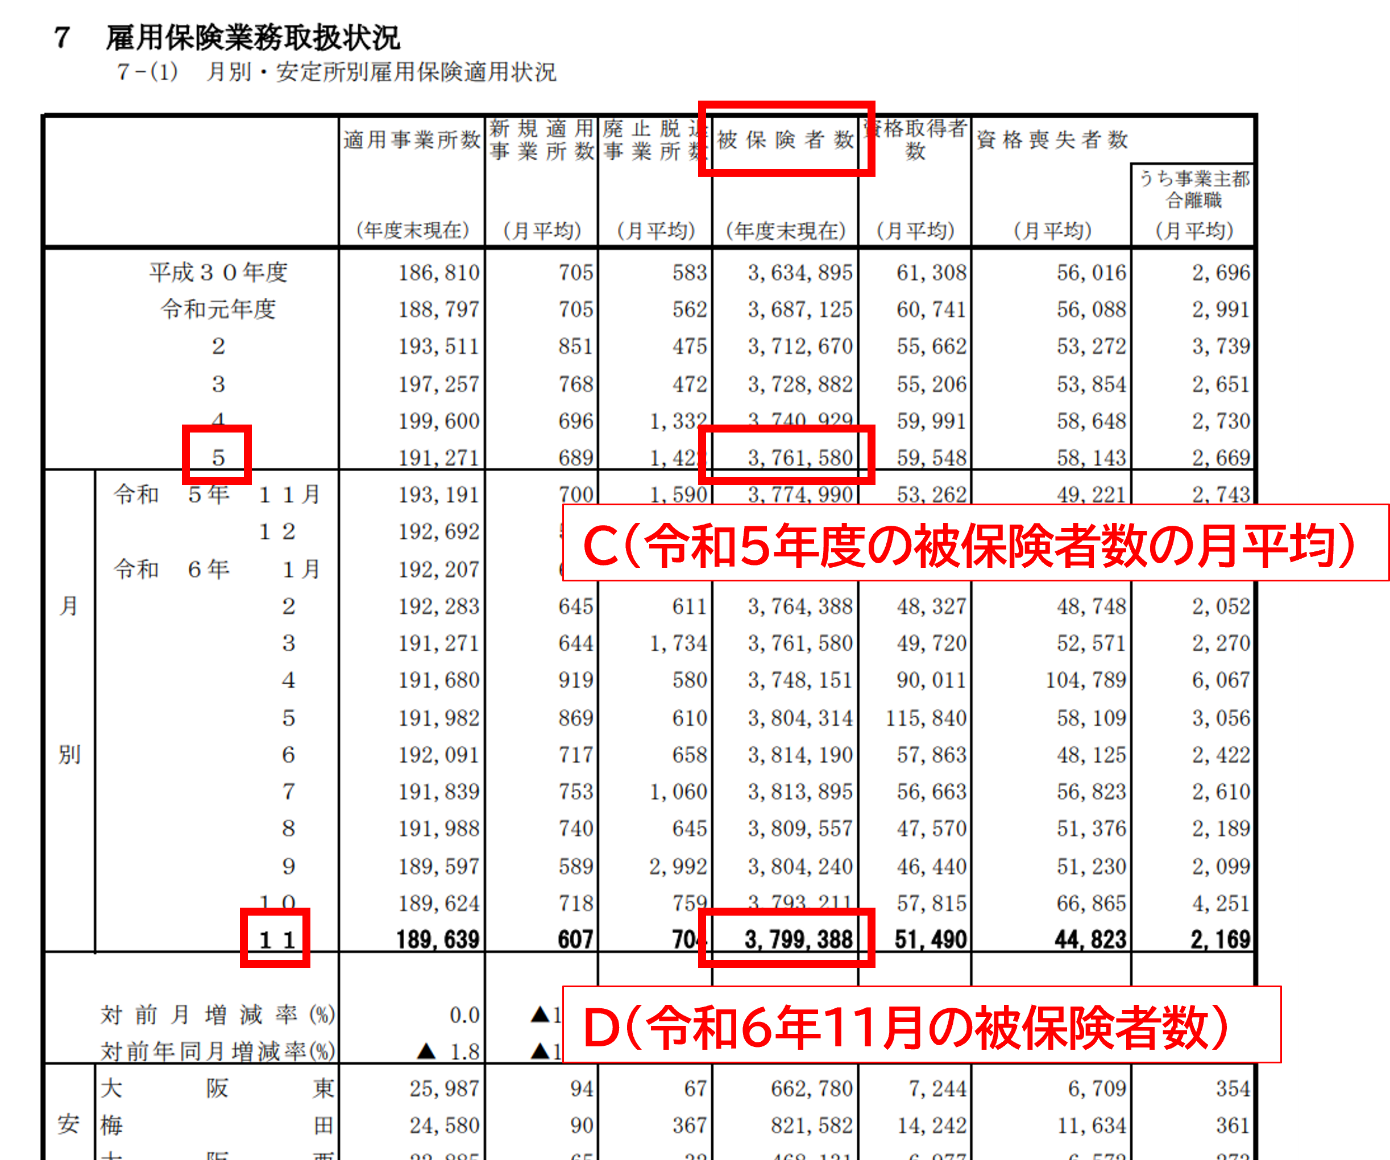 ７ 雇用保険業務取扱状況
７-(1) 月別・安定所別雇用保険適用状況
適用事業所数 新規適用事業所数 廃止脱退事業所数 被保険者数 資格取得者数 資格喪失者数
うち事業主都合離職
(年度末現在) (月平均) (月平均) (年度末現在) (月平均) (月平均) (月平均)
平成３０年度 186,810 705 583 3,634,895 61,308 56,016 2,696
令和元年度 188,797 705 562 3,687,125 60,741 56,088 2,991
２ 193,511 851 475 3,712,670 55,662 53,272 3,739
３ 197,257 768 472 3,728,882 55,206 53,854 2,651
４ 199,600 696 1,332 3,740,929 59,991 58,648 2,730
５ 191,271 689 1,422 3,761,580 59,548 58,143 2,669
令和 ５年 １１月 193,191 700 1,590 3,774,990 53,262 49,221 2,743
１２ 192,692
C（令和5年度の被保険者数の月平均）
令和 ６年 １月 192,207
月 ２ 192,283 645 611 3,764,388 48,327 48,748 2,052
３ 191,271 644 1,734 3,761,580 49,720 52,571 2,270
４ 191,680 919 580 3,748,151 90,011 104,789 6,067
５ 191,982 869 610 3,804,314 115,840 58,109 3,056
別 ６ 192,091 717 658 3,814,190 57,863 48,125 2,422
７ 191,839 753 1,060 3,813,895 56,663 56,823 2,610
８ 191,988 740 645 3,809,557 47,570 51,376 2,189
９ 189,597 589 2,992 3,804,240 46,440 51,230 2,099
１０ 189,624 718 759 3,793,211 57,815 66,865 4,251
１１ 189,639 607 704 3,799,388 51,490 44,823 2,169
対前月増減率(%) 0.0 ▲1
D（令和6年11月の被保険者数）
対前年同月増減率(%) ▲ 1.8 ▲1
大阪東 25,987 94 67 662,780 7,244 6,709 354
安 梅田 24,580 90 367 821,582 14,242 11,634 361
大阪西